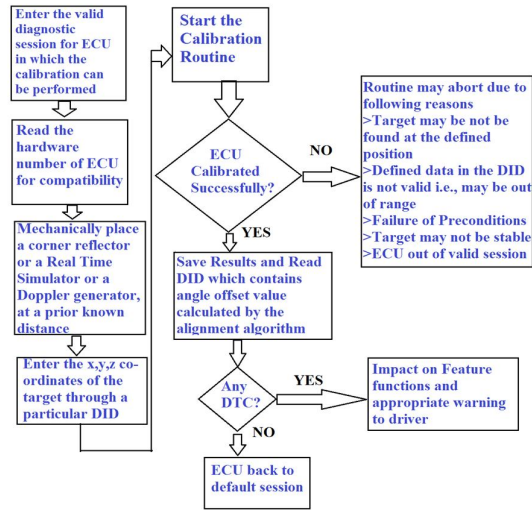 Enter the valid
diagnostic
session for ECU
in which the
calibration can
be performed
Read the
hardware
number of ECU
for compatibility
Mechanically place
a corner reflector
or a Real Time
Simulator or a
Doppler generator,
at a prior known
distance
Enter the x,y,z co-
ordinates of the
target through a
particular DID
Start the
Calibration
Routine
ECU
Calibrated
Successfully?
NO
Routine may abort due to
following reasons
>Target may be not be
found at the defined
position
>Defined data in the DID
is not valid i.e., may be out
of range
>Failure of Preconditions
>Target may not be stable
>ECU out of valid session
YES
Save Results and Read
DID which contains
angle offset value
calculated by the
alignment algorithm
Any
DTC?
YES
Impact on Feature
functions and
appropriate warning
to driver
NO
ECU back to
default session